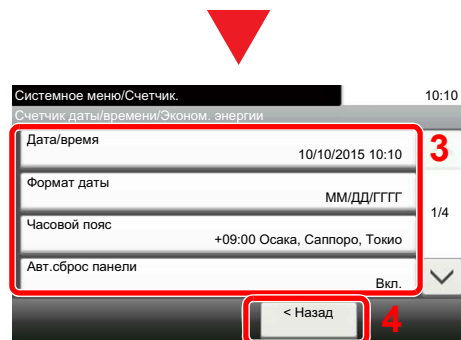 Системное меню/Счетчик.
10:10
Счетчик даты/времени/Эконом. энергии
Дата/время
10/10/2015 10:10
3
Формат даты
ММ/ДД/ГГГГ
1/4
Часовой пояс
+09:00 Осака, Саппоро, Токио
Авт.сброс панели
Вкл.
< Назад
4